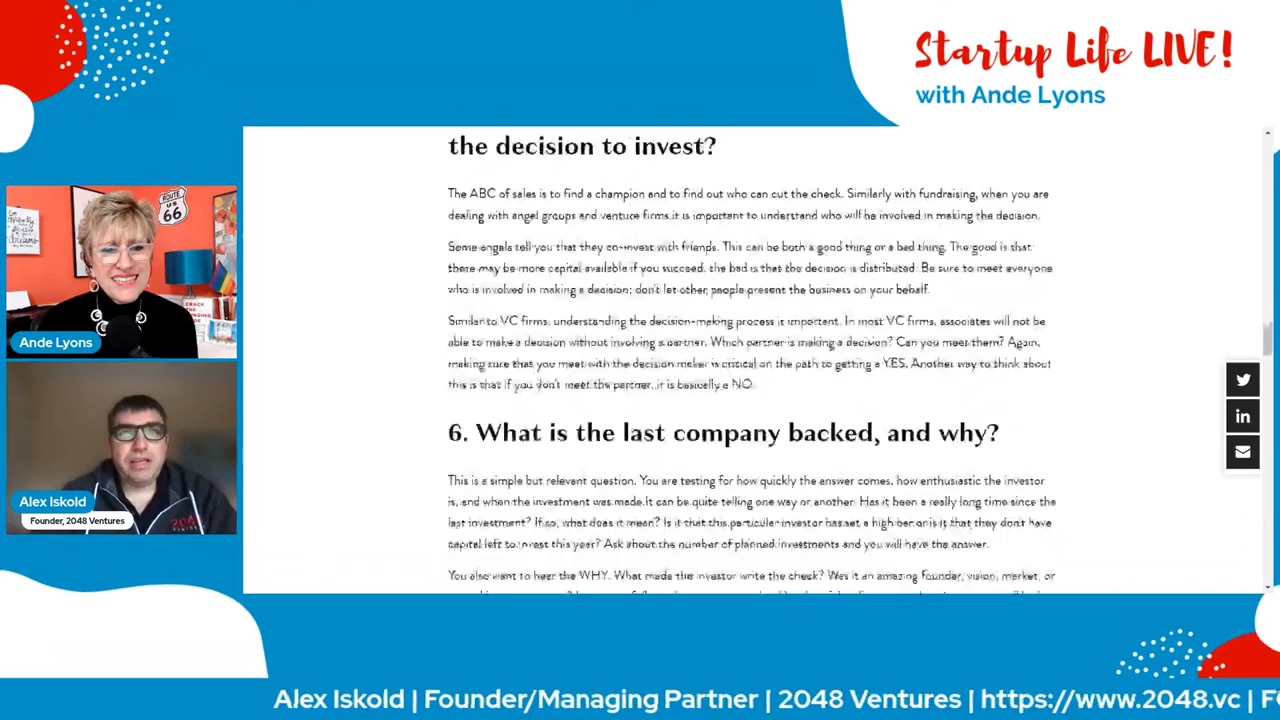 Startup Life LIVE!
with Ande Lyons
the decision to invest?
The ABC of sales is to find a champion and to find out who can cut the check. Similarly with fundraising, when you are
dealing with angel groups and venture firms it is important to understand who will be involved in making the decision.
Some angels tell you that they co-invest with friends. This can be both a good thing or a bad thing. The good is that
there may be more capital available if you succeed, the bad is that the decision is distributed. Be sure to meet everyone
who is involved in making a decision; don't let other people present the business on your behalf.
Similar to VC firms, understanding the decision-making process it important. In most VC firms, associates will not be
able to make a decision without involving a partner. Which partner is making a decision? Can you meet them? Again,
making sure that you meet with the decision maker is critical on the path to getting a YES. Another way to think about
this is that if you don't meet the partner, it is basically a NO.
6. What is the last company backed, and why?
This is a simple but relevant question. You are testing for how quickly the answer comes, how enthusiastic the investor
is, and when the investment was made.It can be quite telling one way or another. Has it been a really long time since the
last investment? If so, what does it mean? Is it that this particular investor has set a high bar or is it that they don't have
capital left to invest this year? Ask about the number of planned investments and you will have the answer.
You also want to hear the WHY. What made the investor write the check? Was it an amazing founder, vision, market, or
ROUTE
US
66
Ande Lyons
Alex Iskold
Founder, 2048 Ventures
Alex Iskold | Founder/Managing Partner | 2048 Ventures | https://www.2048.vc |